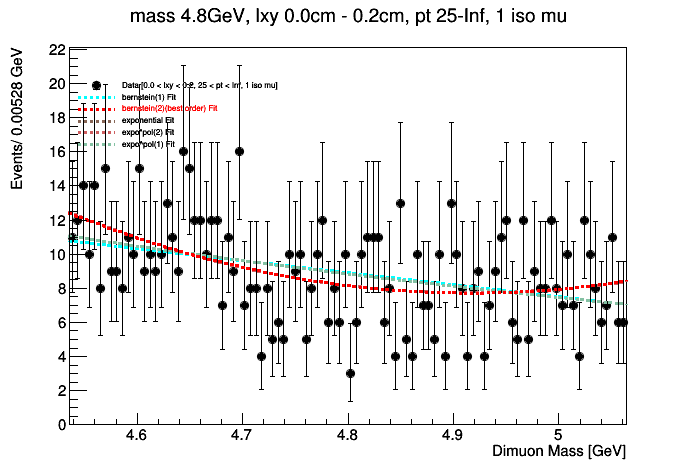 mass 4.8GeV, lxy 0.0cm - 0.2cm, pt 25-Inf, 1 iso mu
Events/ 0.00528 GeV
22
20
18
16
14
12
10
8
6
4
2
0
Data[0.0 < lxy < 0.2, 25 < pt < Inf, 1 iso mu]
bernstein(1) Fit
bernstein(2)(best order) Fit
exponential Fit
expo*pol(2) Fit
expo*pol(1) Fit
4.6 4.7 4.8 4.9 5
Dimuon Mass [GeV]